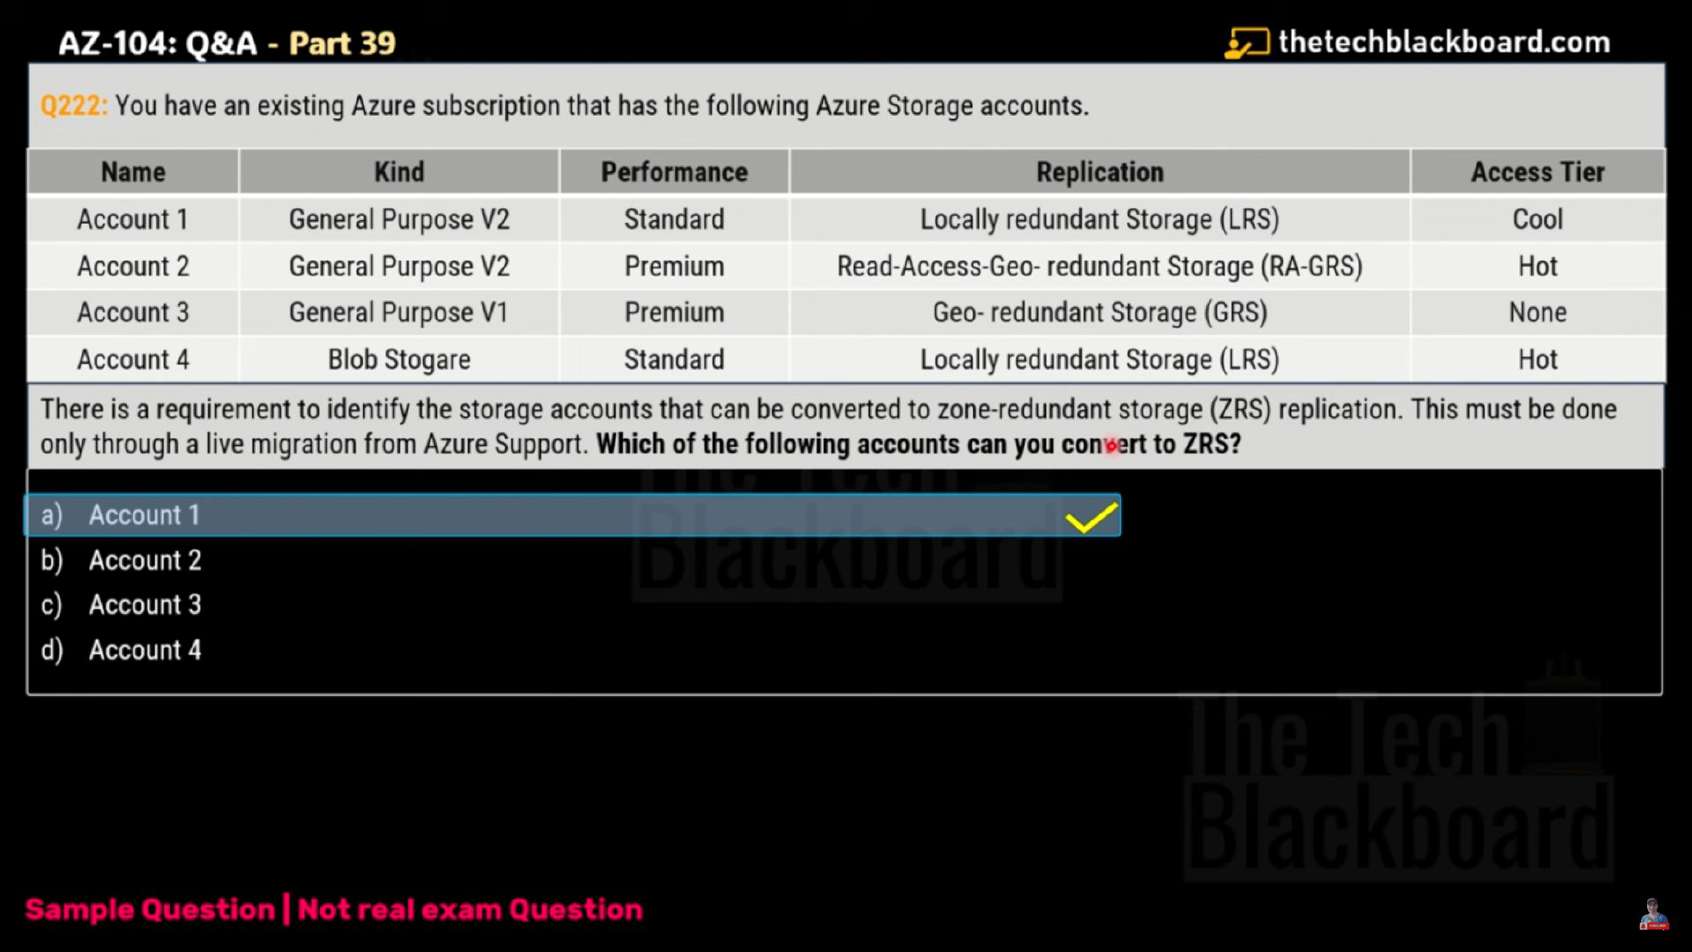 AZ-104: Q&A - Part 39
thetechblackboard.com
Q222: You have an existing Azure subscription that has the following Azure Storage accounts.
Name Kind Performance Replication Access Tier
Account 1 General Purpose V2 Standard Locally redundant Storage (LRS) Cool
Account 2 General Purpose V2 Premium Read-Access-Geo- redundant Storage (RA-GRS) Hot
Account 3 General Purpose V1 Premium Geo- redundant Storage (GRS) None
Account 4 Blob Stogare Standard Locally redundant Storage (LRS) Hot
There is a requirement to identify the storage accounts that can be converted to zone-redundant storage (ZRS) replication. This must be done
only through a live migration from Azure Support. Which of the following accounts can you convert to ZRS?
a) Account 1
b) Account 2
c) Account 3
d) Account 4
The Tech
Blackboard
The Tech
Blackboard
Sample Question | Not real exam Question